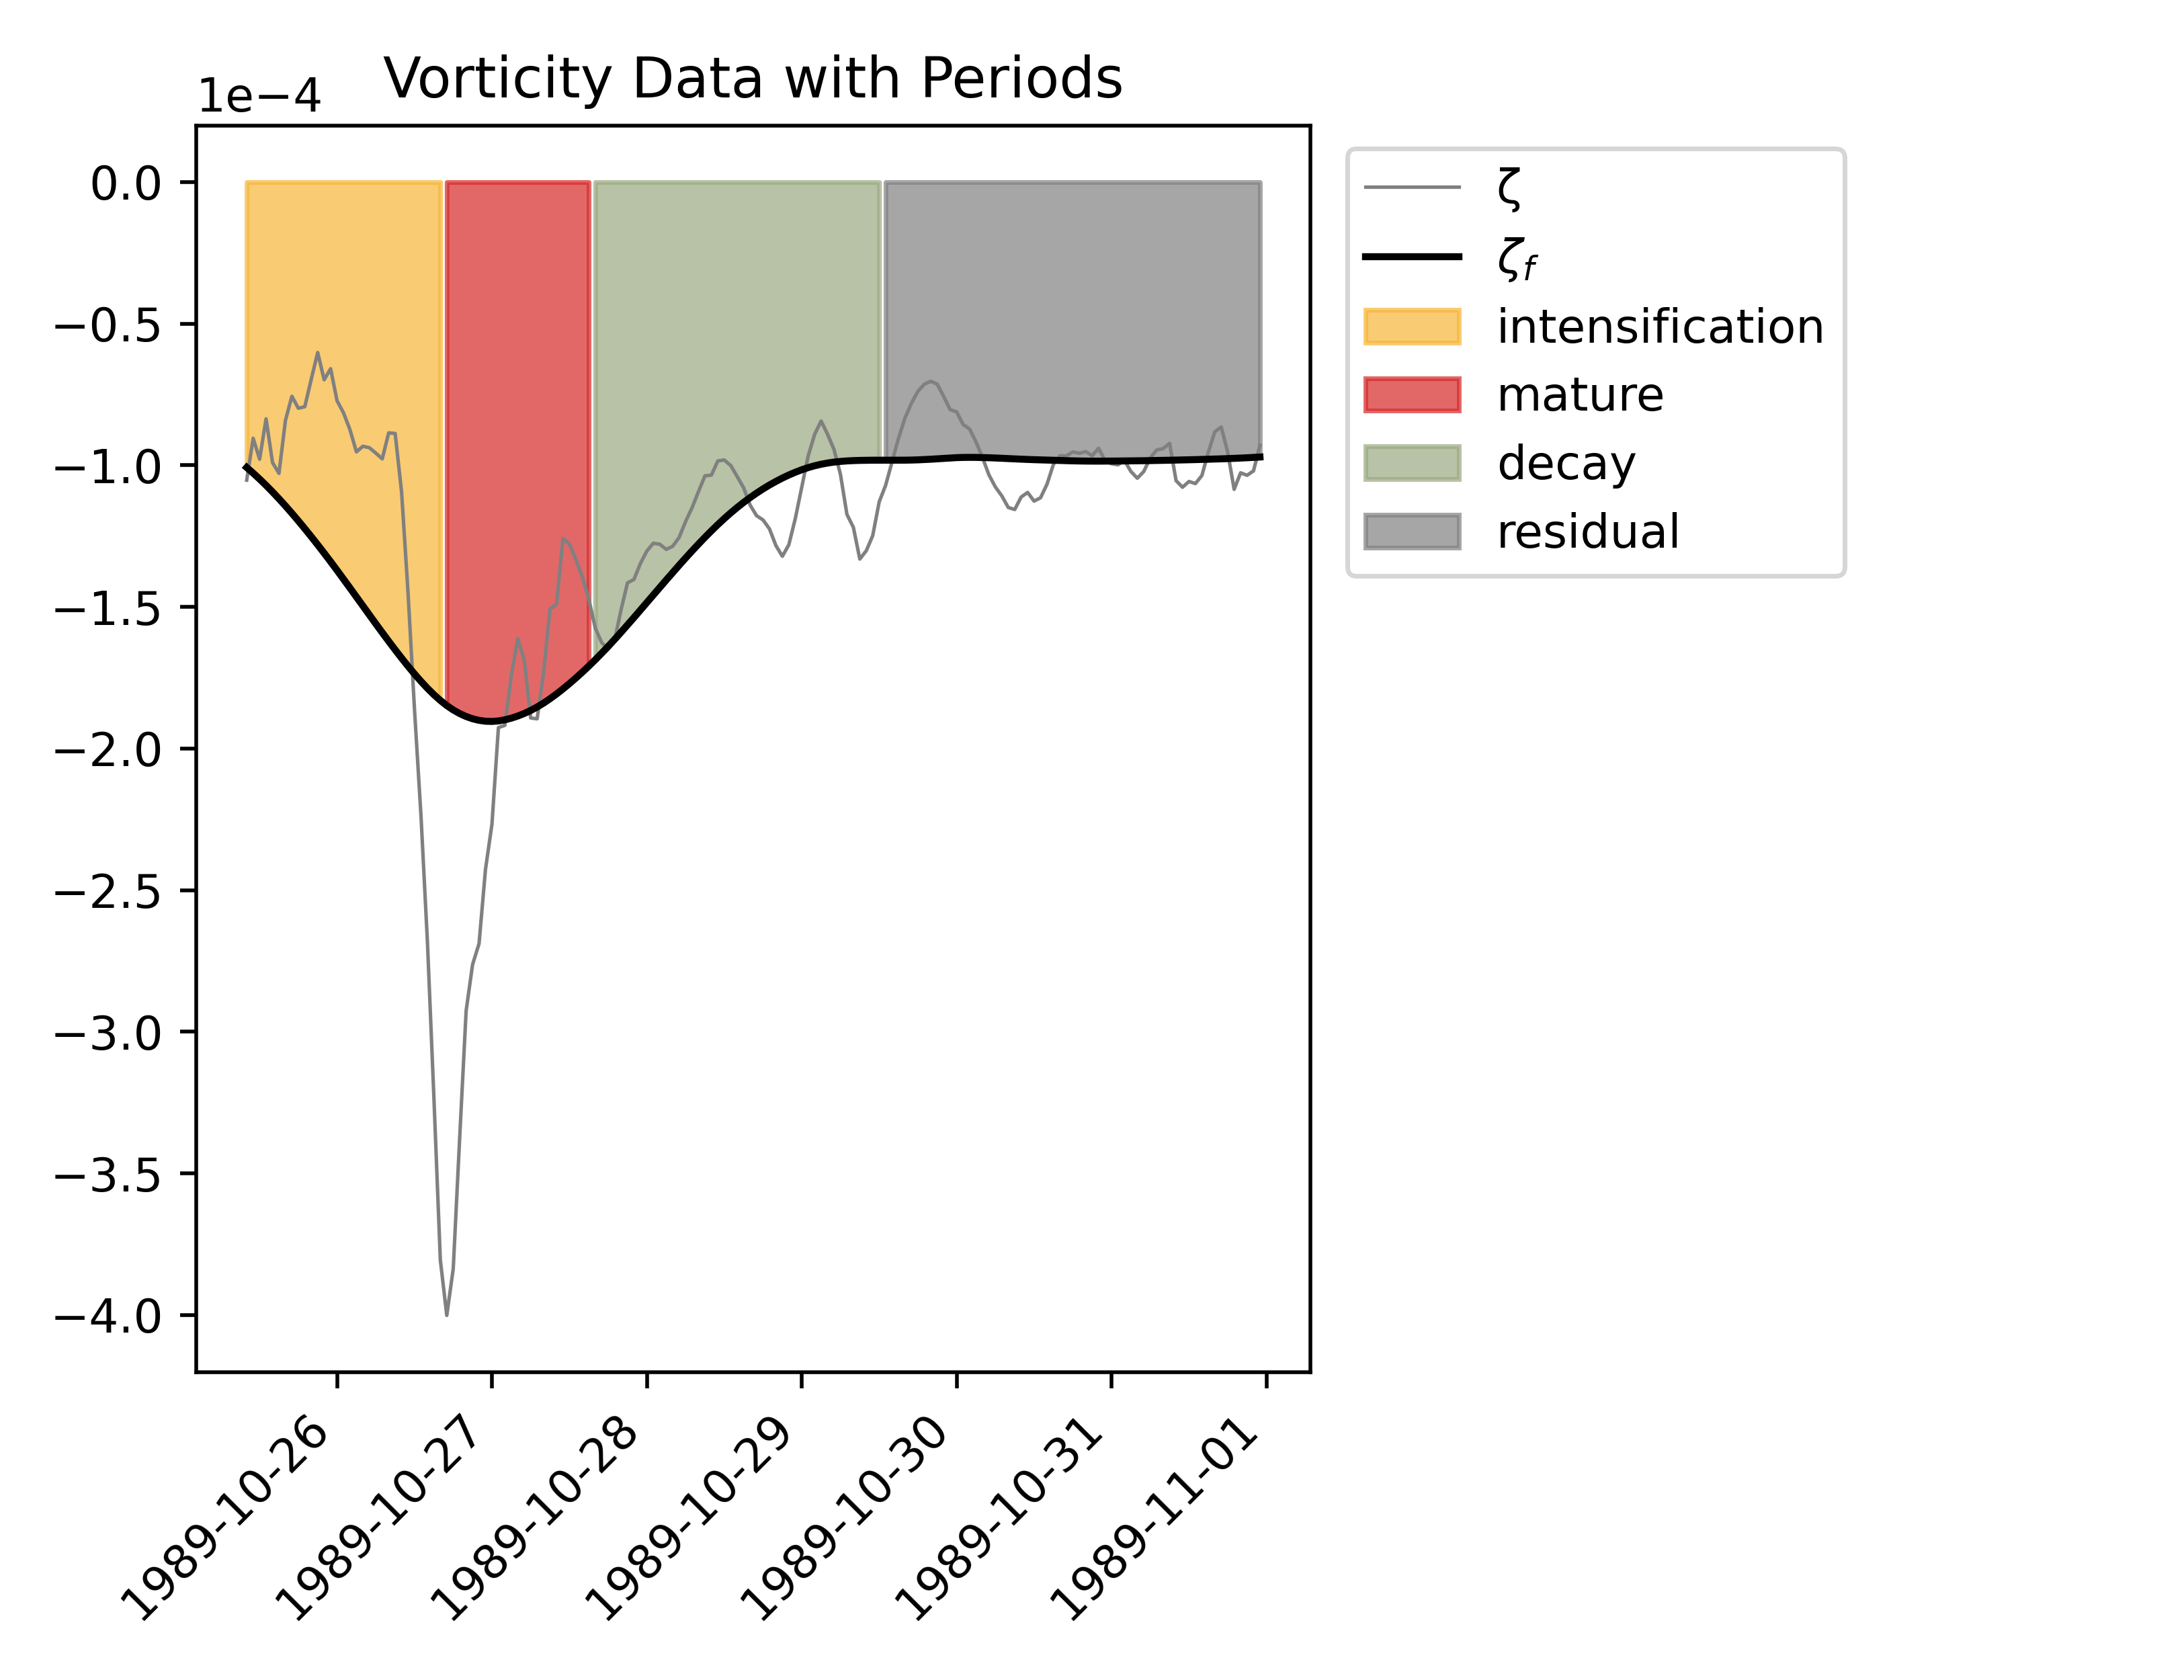 Vorticity Data with Periods
1e−4
0.0
−0.5
−1.0
−1.5
−2.0
−2.5
−3.0
−3.5
−4.0
1989-10-26
1989-10-27
1989-10-28
1989-10-29
1989-10-30
1989-10-31
1989-11-01
ζ
ζf
intensification
mature
decay
residual